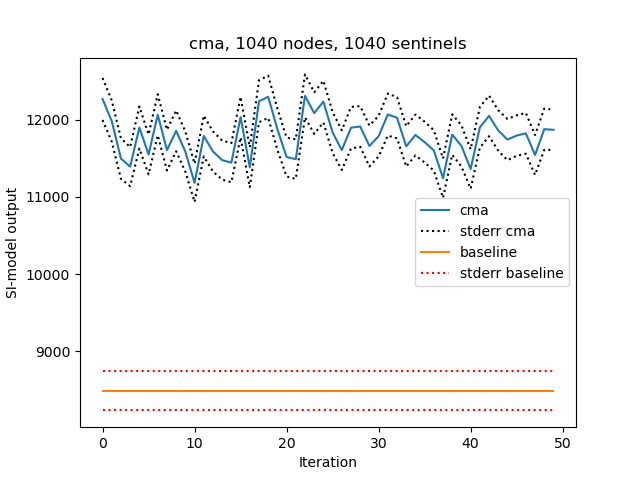 cma, 1040 nodes, 1040 sentinels
SI-model output
12000
11000
10000
9000
cma
stderr cma
baseline
stderr baseline
0
10
20
30
40
50
Iteration